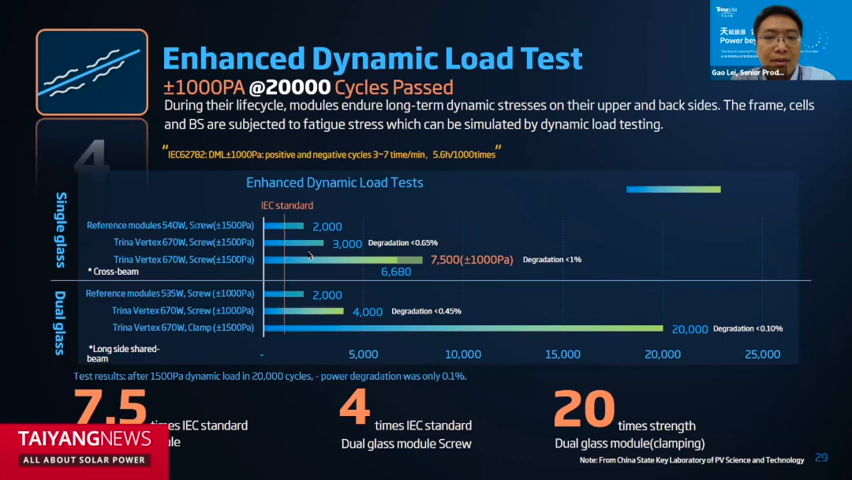 Trinasolar
天赋能源
Power bey
Gao Lei, Senior Prod...
Enhanced Dynamic Load Test
±1000PA @20000 Cycles Passed
During their lifecycle, modules endure long-term dynamic stresses on their upper and back sides. The frame, cells
and BS are subjected to fatigue stress which can be simulated by dynamic load testing.
4
"IEC62782: DML±1000Pa: positive and negative cycles 3~7 time/min, 5.6h/1000times"
Enhanced Dynamic Load Tests
IEC standard
Single glass
Reference modules 540W, Screw(±1500Pa) 2,000
Trina Vertex 670W, Screw(±1500Pa) 3,000 Degradation <0.65%
Trina Vertex 670W, Screw(±1500Pa) 7,500(±1000Pa) Degradation <1%
* Cross-beam 6,680
Dual glass
Reference modules 535W, Screw (±1000Pa) 2,000
Trina Vertex 670W, Screw(±1000Pa) 4,000 Degradation <0.45%
Trina Vertex 670W, Clamp (±1500Pa) 20,000 Degradation <0.10%
*Long side shared-
beam
- 5,000 10,000 15,000 20,000 25,000
Test results: after 1500Pa dynamic load in 20,000 cycles, - power degradation was only 0.1%.
7.5 times IEC standard
4 times IEC standard
Dual glass module Screw
20 times strength
Dual glass module(clamping)
TAIYANGNEWS
ALL ABOUT SOLAR POWER
Note: From China State Key Laboratory of PV Science and Technology
29